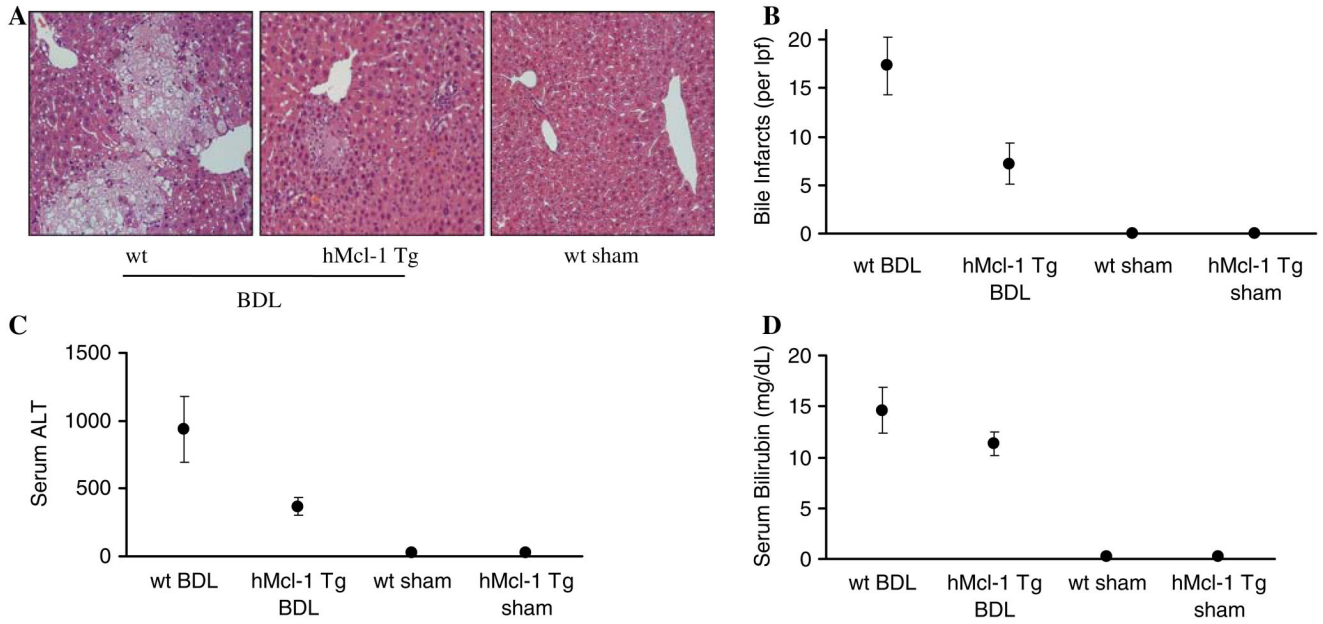 A
wt
hMcl-1 Tg
wt sham
BDL
B
Bile Infarcts (per lpf)
20
15
10
5
0
wt BDL
hMcl-1 Tg
BDL
wt sham
hMcl-1 Tg
sham
C
Serum ALT
1500
1000
500
0
wt BDL
hMcl-1 Tg
BDL
wt sham
hMcl-1 Tg
sham
D
Serum Bilirubin (mg/dL)
20
15
10
5
0
wt BDL
hMcl-1 Tg
BDL
wt sham
hMcl-1 Tg
sham